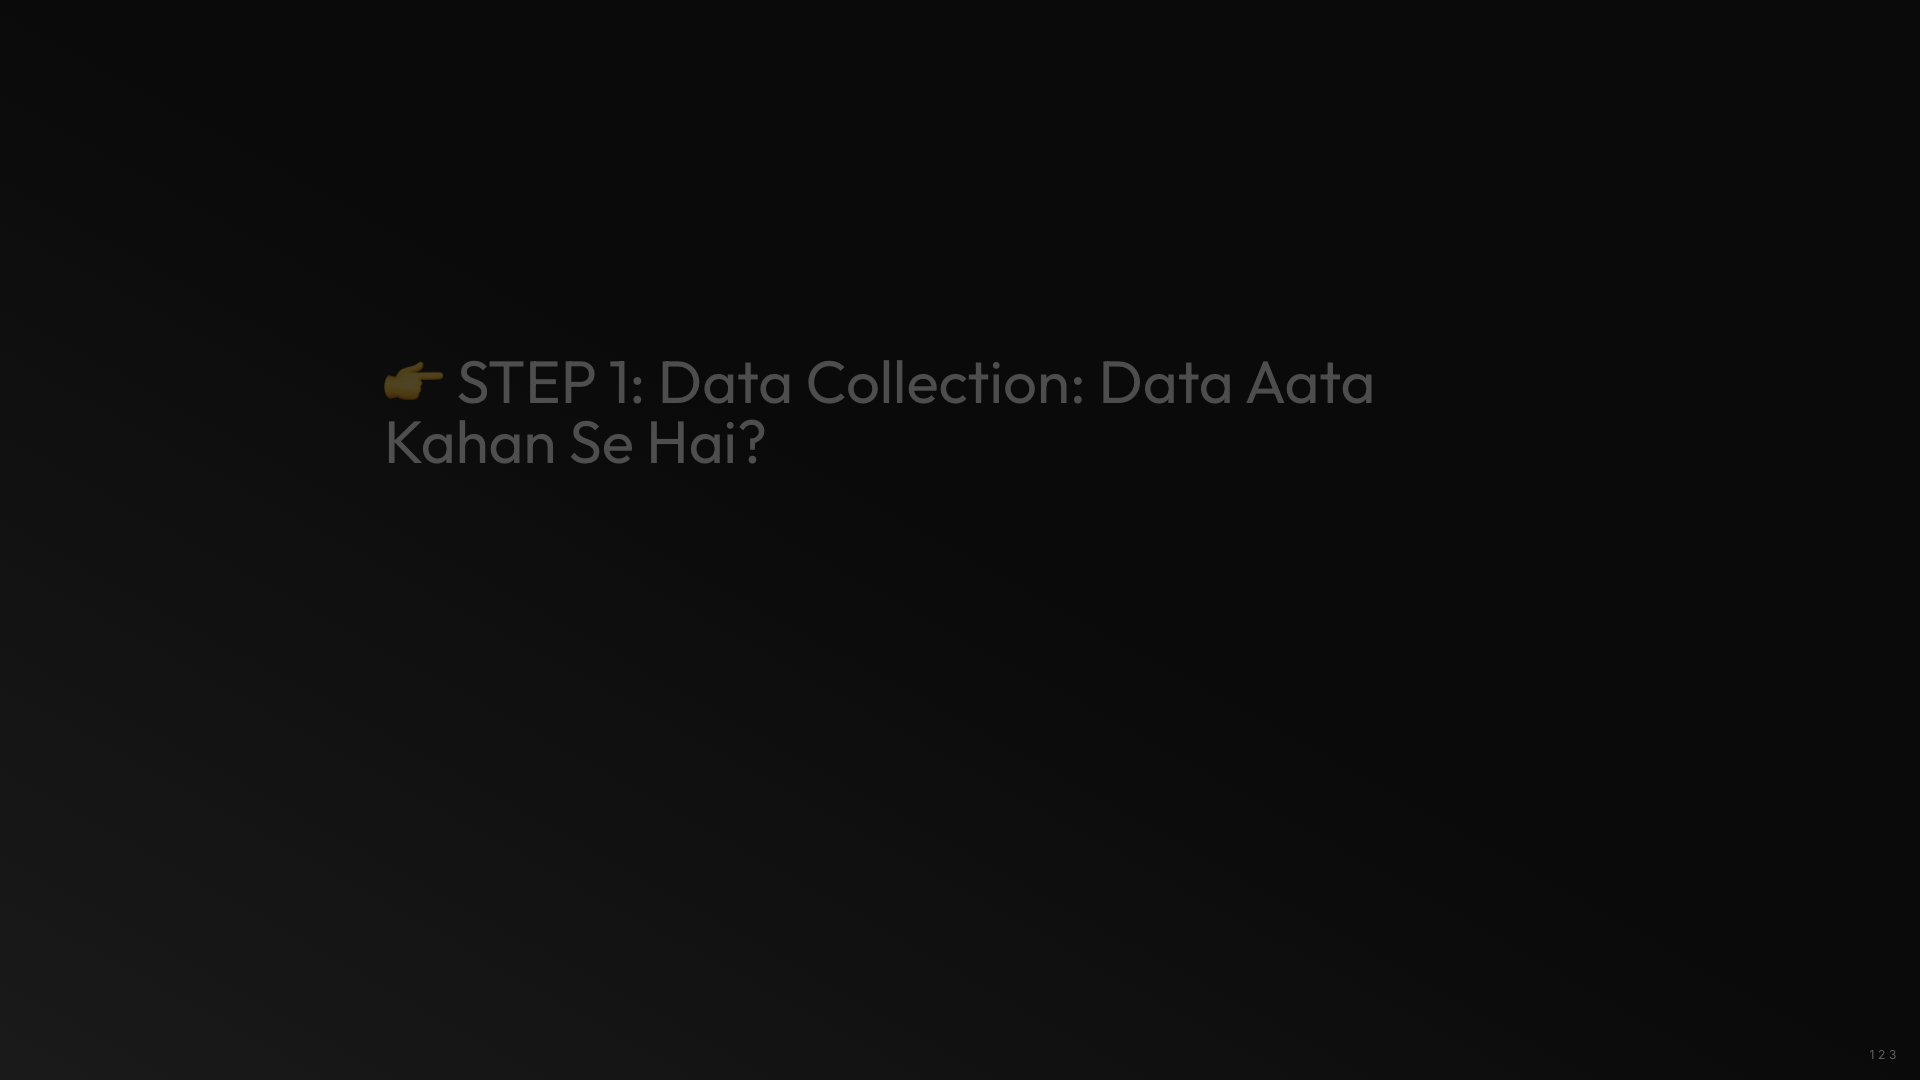 👉 STEP 1: Data Collection: Data Aata
Kahan Se Hai?
123